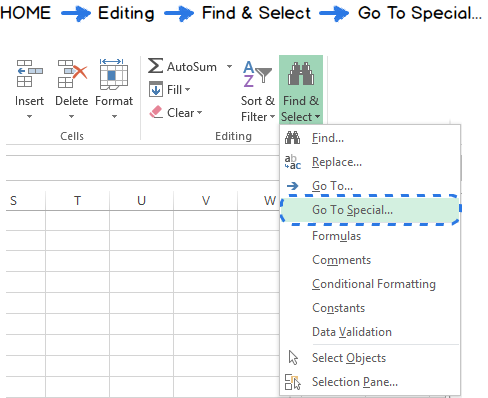 HOME Editing Find & Select Go To Special...
AutoSum
Fill
Clear
Insert Delete Format
Sort & Filter
Find & Select
Cells Editing
Find...
Replace...
Go To...
Go To Special...
Formulas
Comments
Conditional Formatting
Constants
Data Validation
Select Objects
Selection Pane...
S T U V W